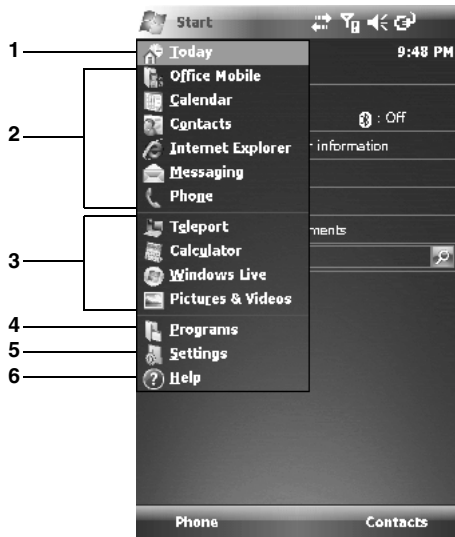 Start
1 Today 9:48 PM
Office Mobile
Calendar
2 Contacts : Off
Internet Explorer r information
Messaging
Phone
Teleport ments
3 Calculator
Windows Live
Pictures & Videos
4 Programs
5 Settings
6 Help
Phone Contacts